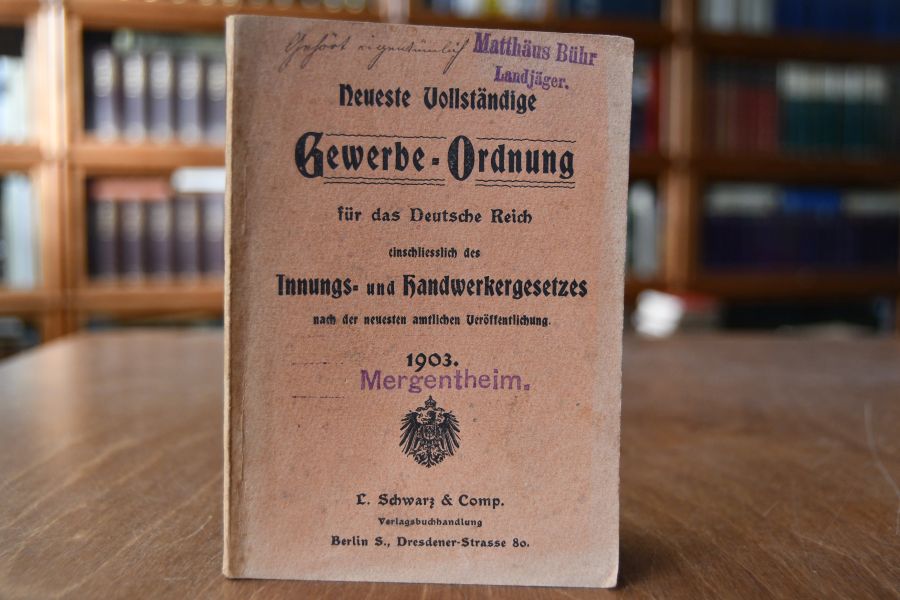 Gehört eigentümlich
Matthäus Bühr
Landjäger.
Neueste Vollständige
Gewerbe-Ordnung
für das Deutsche Reich
einschliesslich des
Innungs- und Handwerkergesetzes
nach der neuesten amtlichen Veröffentlichung.
1903.
Mergentheim.
L. Schwarz & Comp.
Verlagsbuchhandlung
Berlin S., Dresdener-Strasse 80.